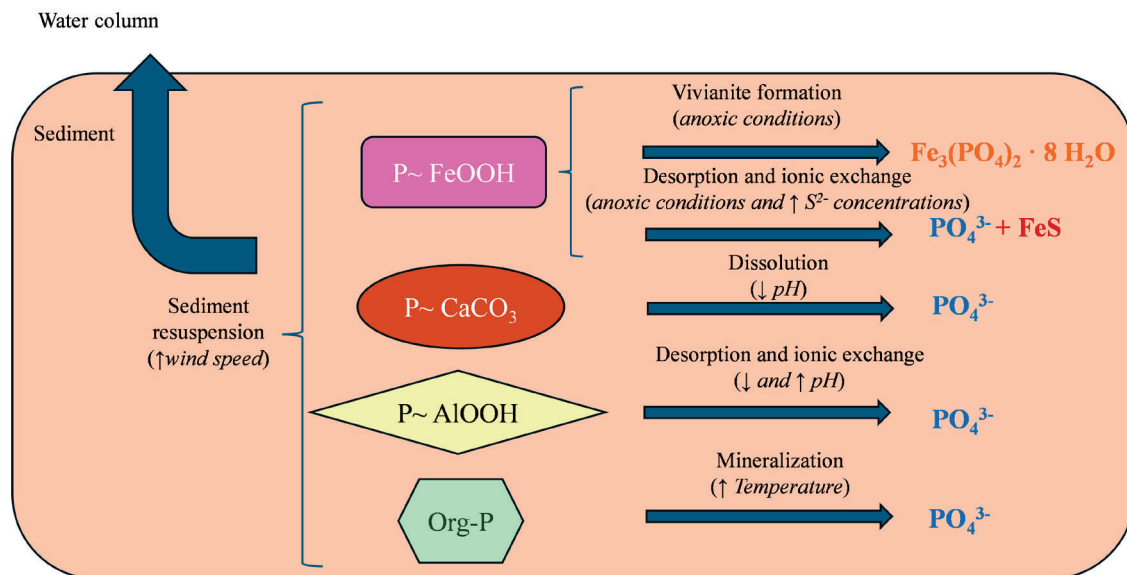 Water column
Sediment
Sediment
resuspension
(↑wind speed)
P~ FeOOH
Vivianite formation
(anoxic conditions)
Fe₃(PO₄)₂ · 8 H₂O
Desorption and ionic exchange
(anoxic conditions and ↑ S²⁻ concentrations)
PO₄³⁻ + FeS
P~ CaCO₃
Dissolution
(↓ pH)
PO₄³⁻
P~ AlOOH
Desorption and ionic exchange
(↓ and ↑ pH)
PO₄³⁻
Org-P
Mineralization
(↑ Temperature)
PO₄³⁻